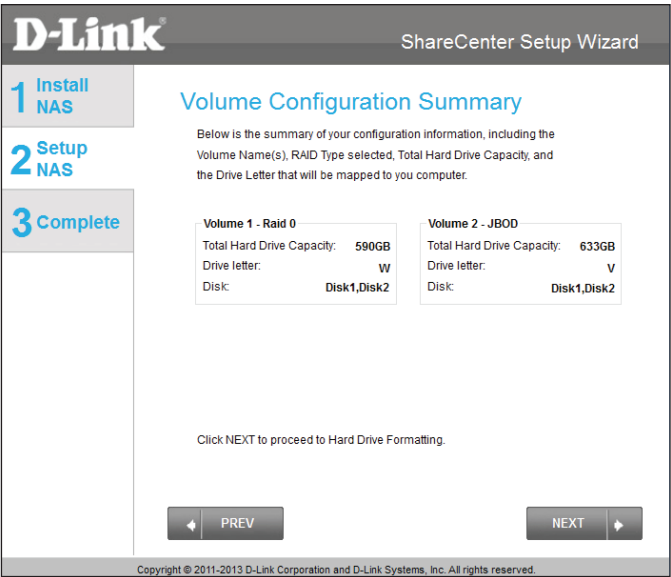 D-Link®
ShareCenter Setup Wizard
1 Install
NAS
2 Setup
NAS
3 Complete
Volume Configuration Summary
Below is the summary of your configuration information, including the
Volume Name(s), RAID Type selected, Total Hard Drive Capacity, and
the Drive Letter that will be mapped to you computer.
Volume 1 - Raid 0
Total Hard Drive Capacity: 590GB
Drive letter: W
Disk: Disk1,Disk2
Volume 2 - JBOD
Total Hard Drive Capacity: 633GB
Drive letter: V
Disk: Disk1,Disk2
Click NEXT to proceed to Hard Drive Formatting.
PREV
NEXT
Copyright © 2011-2013 D-Link Corporation and D-Link Systems, Inc. All rights reserved.